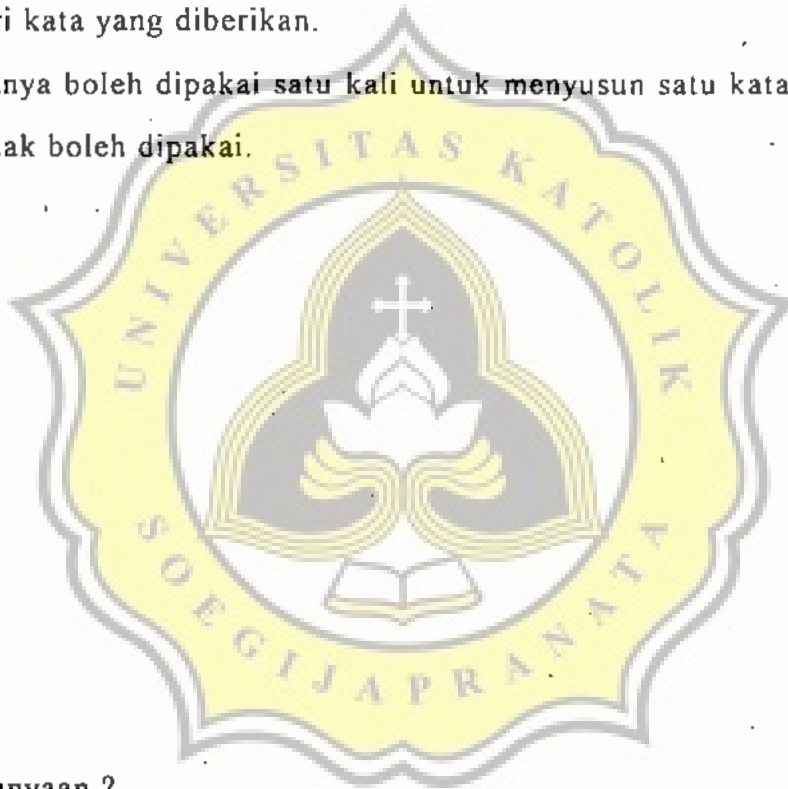 ri kata yang diberikan.
nya boleh dipakai satu kali untuk menyusun satu kata
ak boleh dipakai.
UNIVERSITAS KATOLIK
SOEGIJAPRANATA
nyaan ?